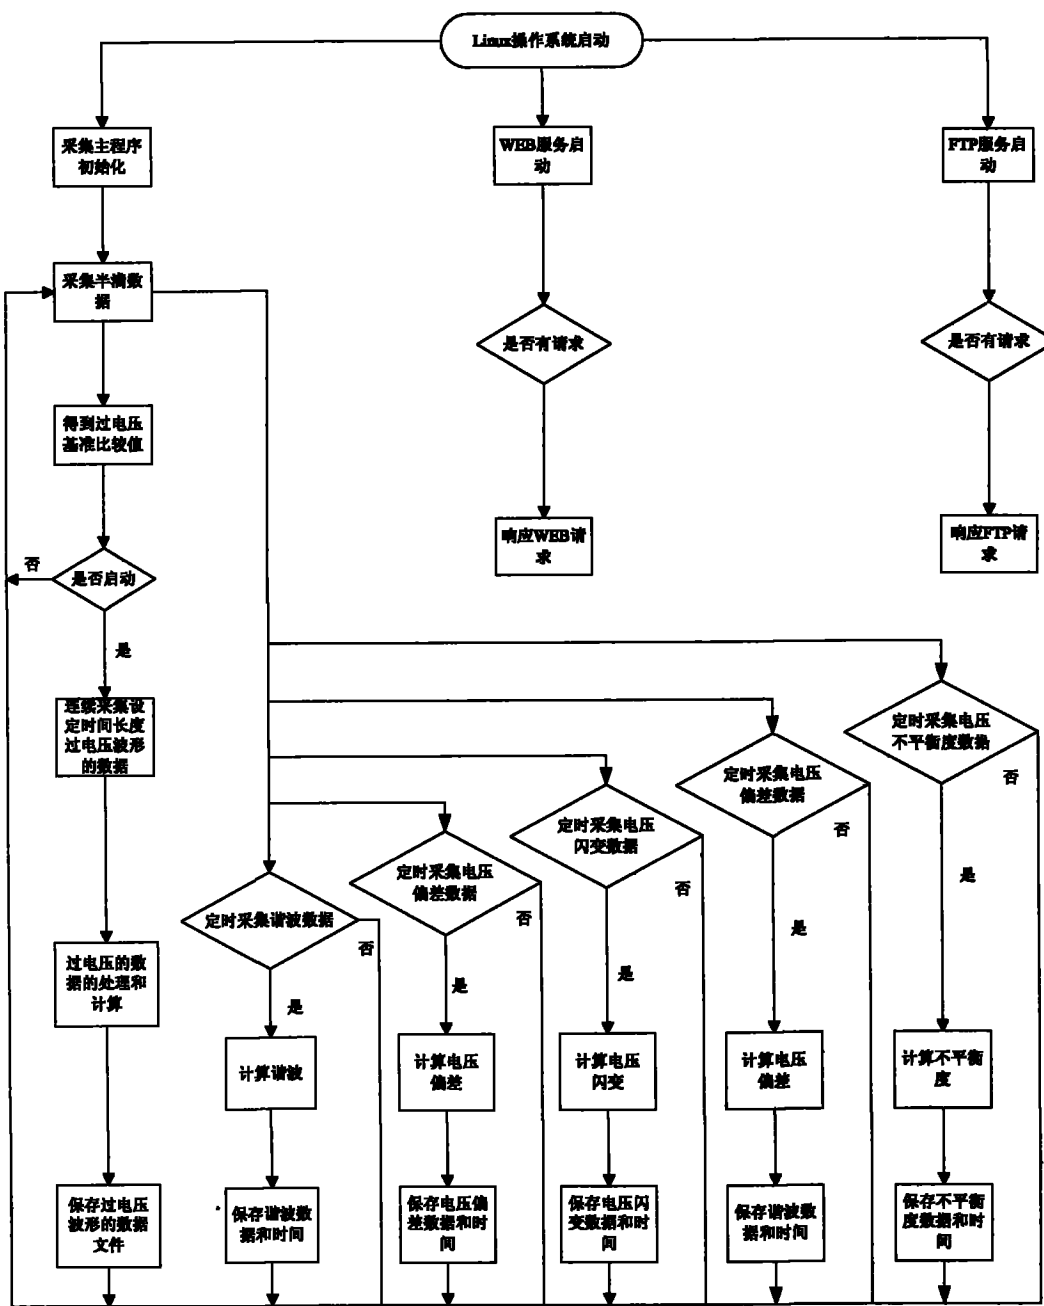 Linux操作系统启动
采集主程序
初始化
WEB服务启
动
FTP服务启
动
采集半滴数
据
是否有请求
是否有请求
得到过电压
基准比较值
响应WEB请
求
响应FTP请
求
否
是否启动
是
连续采集设
定时间长度
过电压波形
的数据
定时采集电压
不平衡度数据
否
是
定时采集电压
偏差数据
否
是
定时采集电压
闪变数据
否
是
定时采集电压
偏差数据
否
是
定时采集谐波数据
否
是
过电压的数
据的处理和
计算
计算谐波
计算电压
偏差
计算电压
闪变
计算电压
偏差
计算不平衡
度
保存过电压
波形的数据
文件
保存谐波数
据和时间
保存电压偏
差数据和时
间
保存电压闪
变数据和时
间
保存谐波数
据和时间
保存不平衡
度数据和时
间